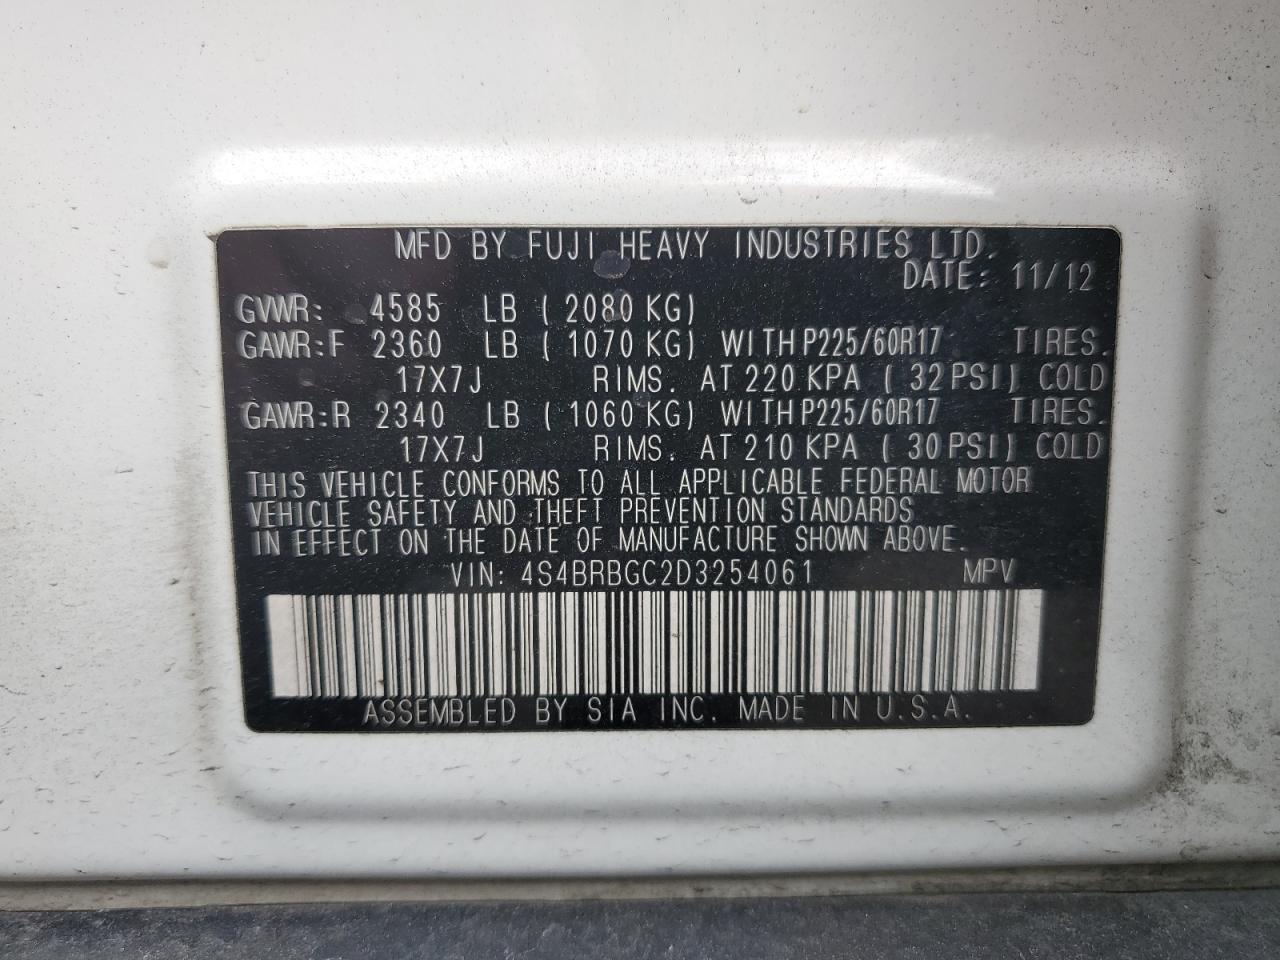 MFD BY FUJI HEAVY INDUSTRIES LTD.
DATE: 11/12
GVWR: 4585 LB ( 2080 KG)
GAWR:F 2360 LB ( 1070 KG) WITH P225/60R17 TIRES.
17X7J RIMS. AT 220 KPA ( 32 PSI) COLD
GAWR:R 2340 LB ( 1060 KG) WITH P225/60R17 TIRES.
17X7J RIMS. AT 210 KPA ( 30 PSI) COLD
THIS VEHICLE CONFORMS TO ALL APPLICABLE FEDERAL MOTOR
VEHICLE SAFETY AND THEFT PREVENTION STANDARDS
IN EFFECT ON THE DATE OF MANUFACTURE SHOWN ABOVE.
VIN: 4S4BRBGC2D3254061 MPV
ASSEMBLED BY SIA INC. MADE IN U.S.A.